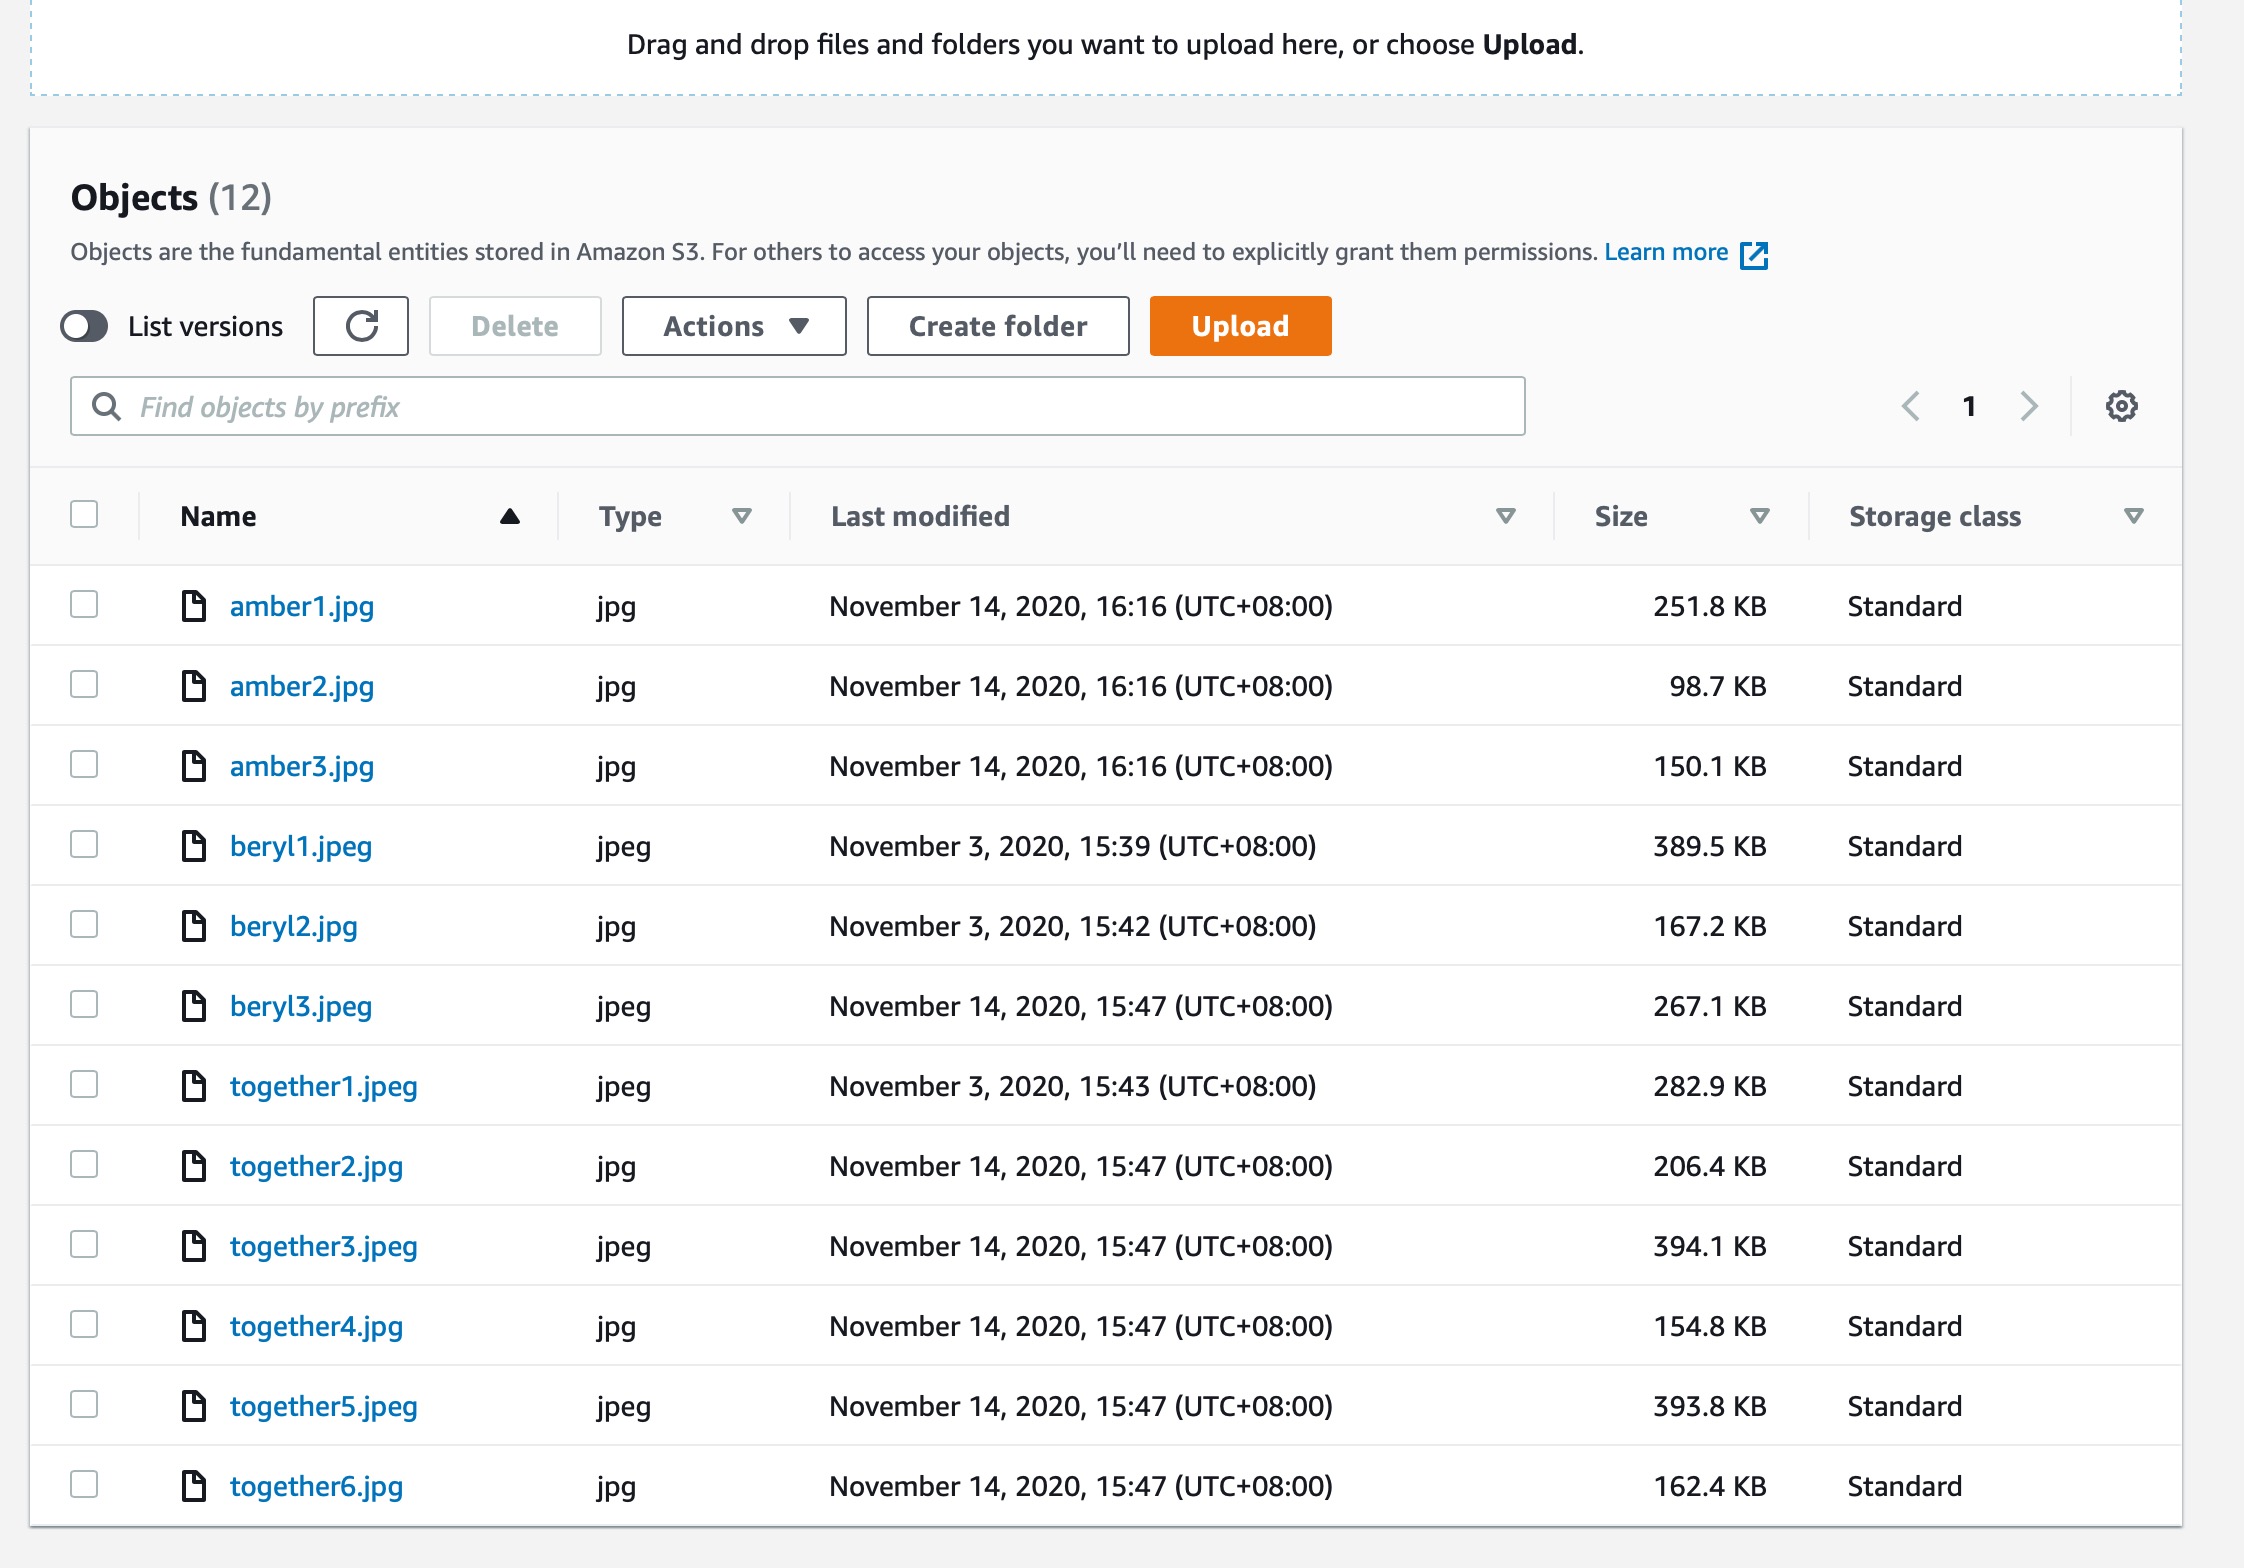 Drag and drop files and folders you want to upload here, or choose Upload.
Objects (12)
Objects are the fundamental entities stored in Amazon S3. For others to access your objects, you’ll need to explicitly grant them permissions. Learn more
List versions Delete Actions Create folder Upload
Find objects by prefix 1
Name Type Last modified Size Storage class
amber1.jpg jpg November 14, 2020, 16:16 (UTC+08:00) 251.8 KB Standard
amber2.jpg jpg November 14, 2020, 16:16 (UTC+08:00) 98.7 KB Standard
amber3.jpg jpg November 14, 2020, 16:16 (UTC+08:00) 150.1 KB Standard
beryl1.jpeg jpeg November 3, 2020, 15:39 (UTC+08:00) 389.5 KB Standard
beryl2.jpg jpg November 3, 2020, 15:42 (UTC+08:00) 167.2 KB Standard
beryl3.jpeg jpeg November 14, 2020, 15:47 (UTC+08:00) 267.1 KB Standard
together1.jpeg jpeg November 3, 2020, 15:43 (UTC+08:00) 282.9 KB Standard
together2.jpg jpg November 14, 2020, 15:47 (UTC+08:00) 206.4 KB Standard
together3.jpeg jpeg November 14, 2020, 15:47 (UTC+08:00) 394.1 KB Standard
together4.jpg jpg November 14, 2020, 15:47 (UTC+08:00) 154.8 KB Standard
together5.jpeg jpeg November 14, 2020, 15:47 (UTC+08:00) 393.8 KB Standard
together6.jpg jpg November 14, 2020, 15:47 (UTC+08:00) 162.4 KB Standard